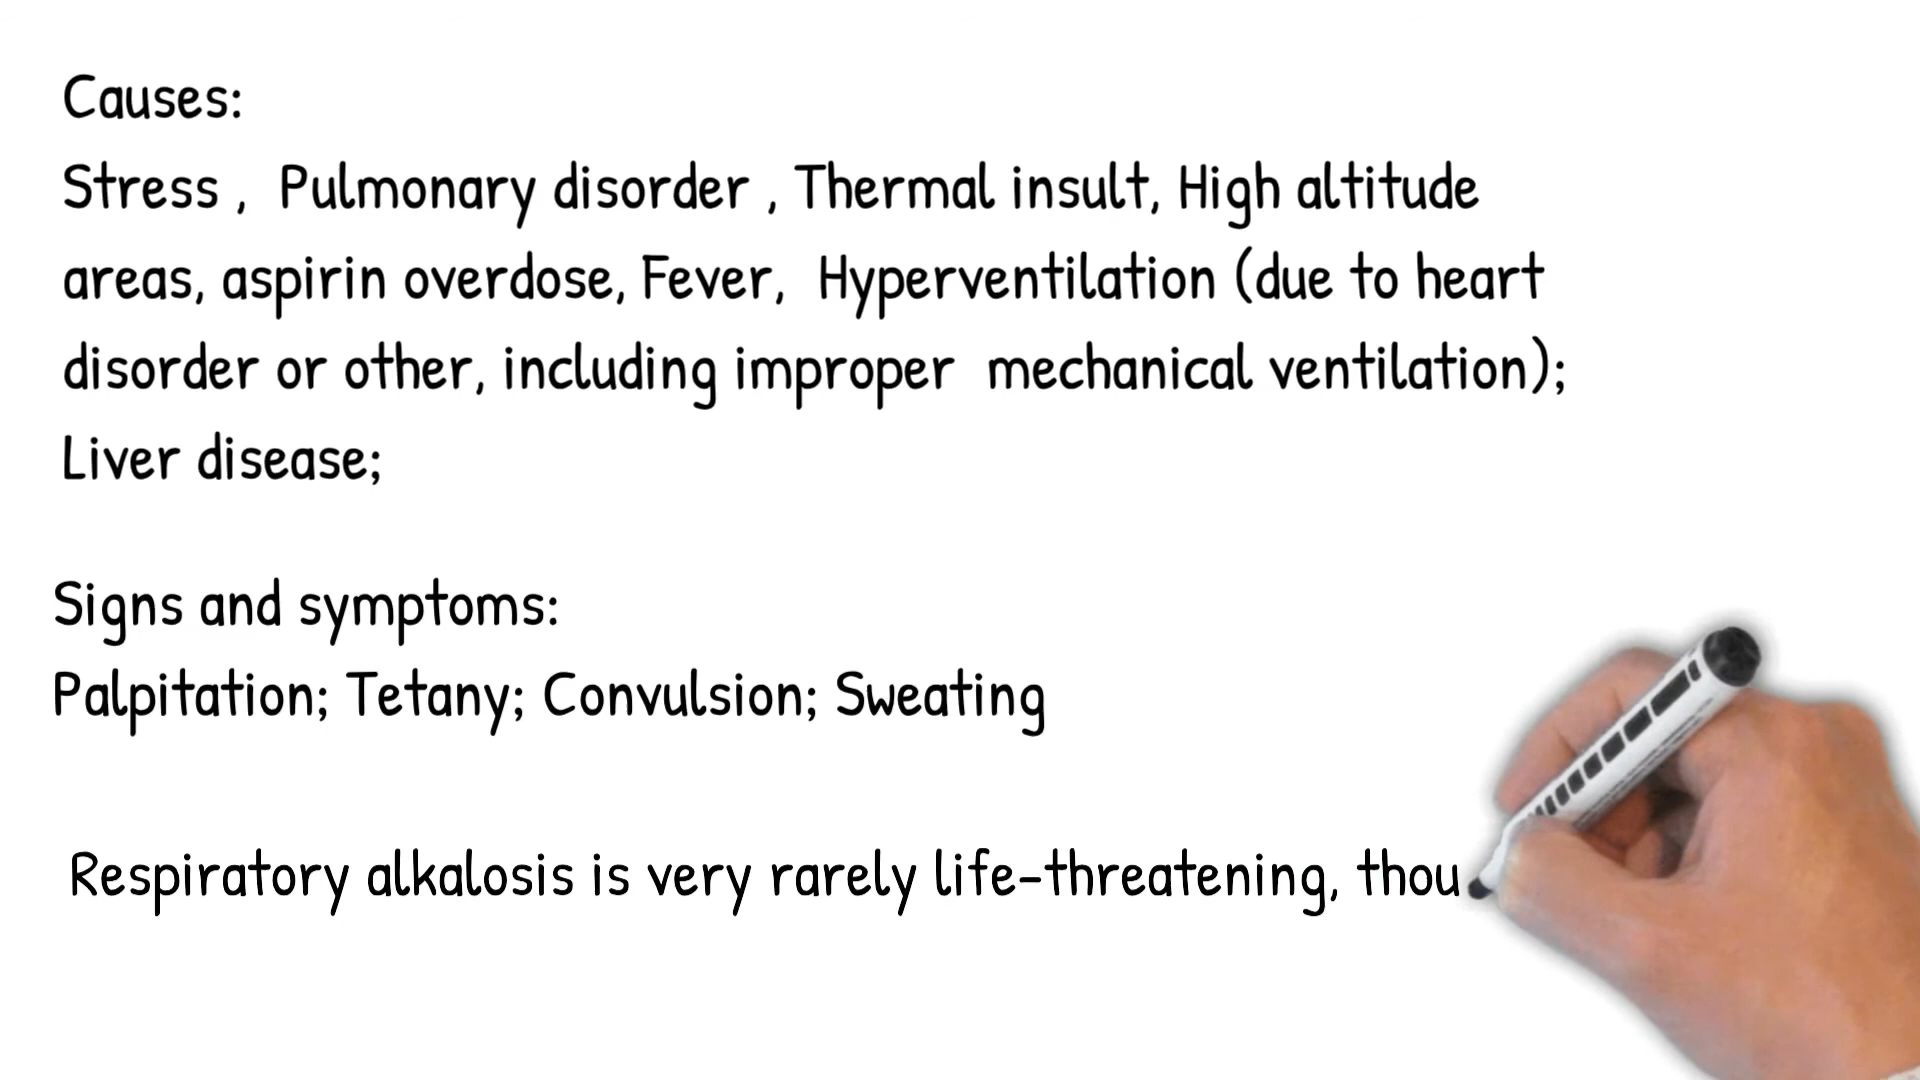 Causes:
Stress ,  Pulmonary disorder , Thermal insult, High altitude
areas, aspirin overdose, Fever,  Hyperventilation (due to heart
disorder or other, including improper  mechanical ventilation);
Liver disease;
Signs and symptoms:
Palpitation; Tetany; Convulsion; Sweating
Respiratory alkalosis is very rarely life-threatening, thou